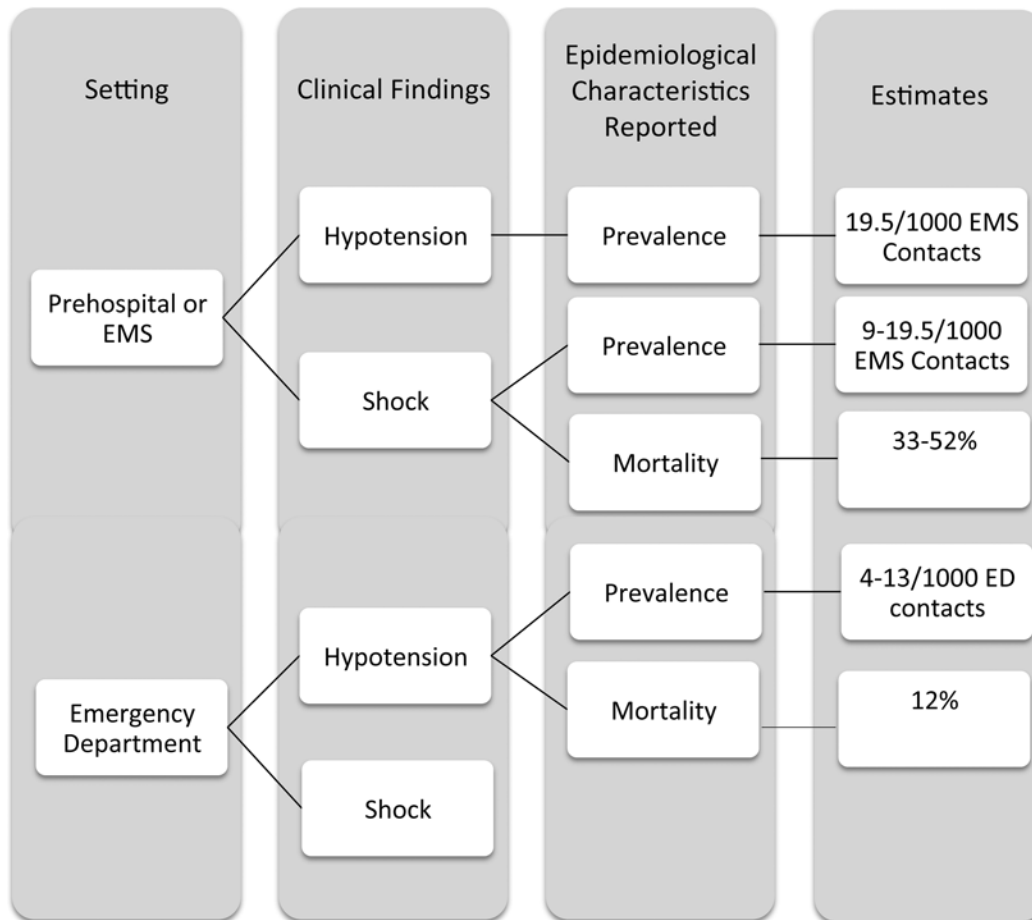 Setting
Clinical Findings
Epidemiological
Characteristics
Reported
Estimates
Hypotension
Prevalence
19.5/1000 EMS
Contacts
Prehospital or
EMS
Prevalence
9-19.5/1000
EMS Contacts
Shock
Mortality
33-52%
Prevalence
4-13/1000 ED
contacts
Hypotension
Emergency
Department
Mortality
12%
Shock